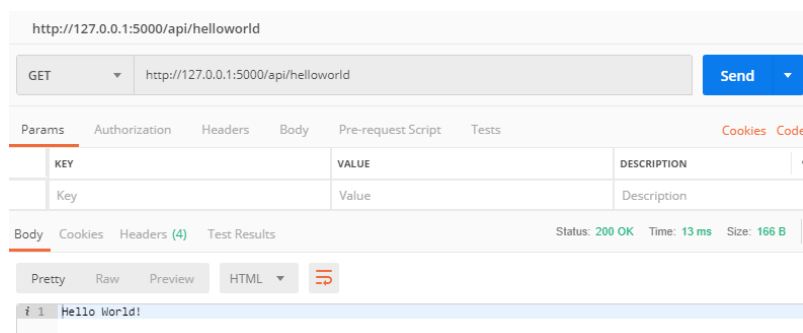 http://127.0.0.1:5000/api/helloworld
GET http://127.0.0.1:5000/api/helloworld Send
Params Authorization Headers Body Pre-request Script Tests Cookies Code
KEY VALUE DESCRIPTION
Key Value Description
Body Cookies Headers (4) Test Results Status: 200 OK Time: 13 ms Size: 166 B
Pretty Raw Preview HTML
i 1 Hello World!